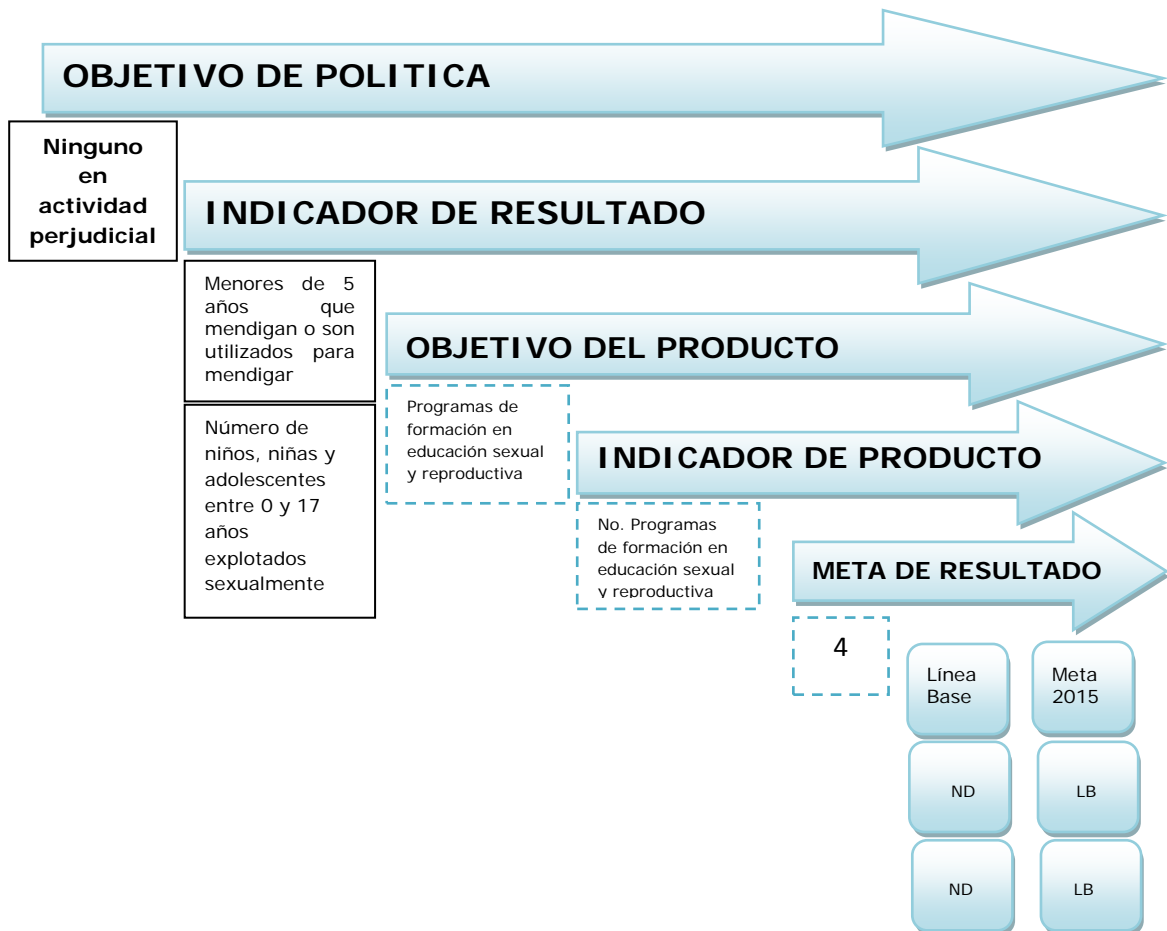 OBJETIVO DE POLITICA
Ninguno
en
actividad
perjudicial
INDICADOR DE RESULTADO
Menores de 5
años que
mendigan o son
utilizados para
mendigar
Número de
niños, niñas y
adolescentes
entre 0 y 17
años
explotados
sexualmente
OBJETIVO DEL PRODUCTO
Programas de
formación en
educación sexual
y reproductiva
INDICADOR DE PRODUCTO
No. Programas
de formación en
educación sexual
y reproductiva
META DE RESULTADO
4
Línea
Base
Meta
2015
ND
LB
ND
LB